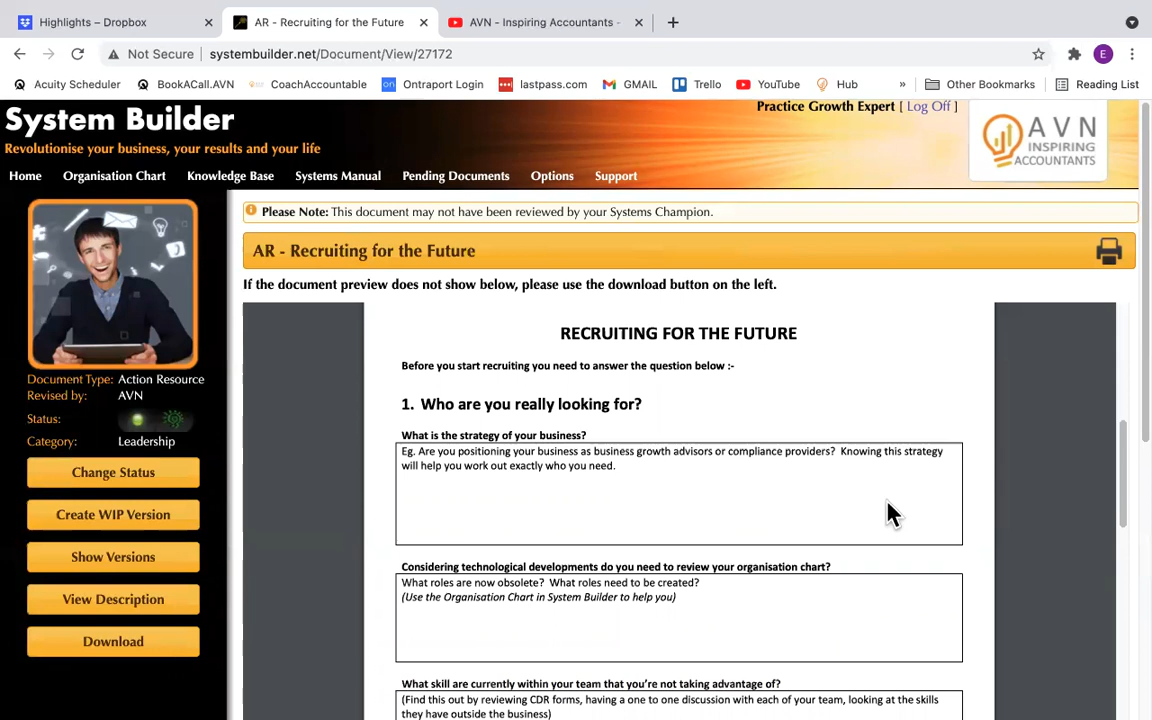 Highlights – Dropbox
AR - Recruiting for the Future
AVN - Inspiring Accountants -
Not Secure systembuilder.net/Document/View/27172
E
Acuity Scheduler
BookACall.AVN
CoachAccountable
Ontraport Login
lastpass.com
GMAIL
Trello
YouTube
Hub
»
Other Bookmarks
Reading List
System Builder
Revolutionise your business, your results and your life
Practice Growth Expert [ Log Off ]
AVN
INSPIRING
ACCOUNTANTS
Home
Organisation Chart
Knowledge Base
Systems Manual
Pending Documents
Options
Support
Document Type: Action Resource
Revised by: AVN
Status:
Category: Leadership
Change Status
Create WIP Version
Show Versions
View Description
Download
Please Note: This document may not have been reviewed by your Systems Champion.
AR - Recruiting for the Future
If the document preview does not show below, please use the download button on the left.
RECRUITING FOR THE FUTURE
Before you start recruiting you need to answer the question below :-
1. Who are you really looking for?
What is the strategy of your business?
Eg. Are you positioning your business as business growth advisors or compliance providers? Knowing this strategy
will help you work out exactly who you need.
Considering technological developments do you need to review your organisation chart?
What roles are now obsolete? What roles need to be created?
(Use the Organisation Chart in System Builder to help you)
What skill are currently within your team that you're not taking advantage of?
(Find this out by reviewing CDR forms, having a one to one discussion with each of your team, looking at the skills
they have outside the business)